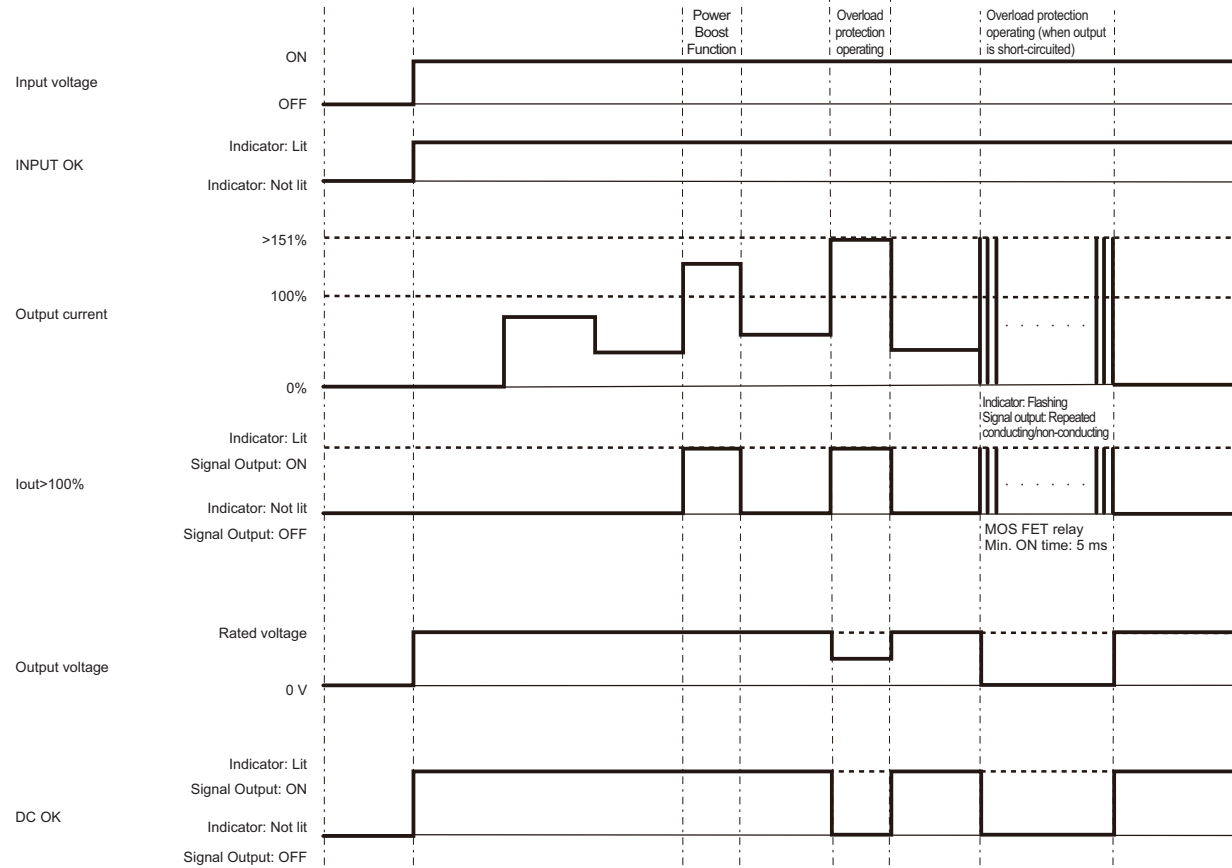 Power
Boost
Function
Overload
protection
operating
Overload protection
operating (when output
is short-circuited)
Input voltage
ON
OFF
INPUT OK
Indicator: Lit
Indicator: Not lit
Output current
>151%
100%
0%
Indicator: Flashing
Signal output: Repeated
conducting/non-conducting
Iout>100%
Indicator: Lit
Signal Output: ON
Indicator: Not lit
Signal Output: OFF
MOS FET relay
Min. ON time: 5 ms
Output voltage
Rated voltage
0 V
DC OK
Indicator: Lit
Signal Output: ON
Indicator: Not lit
Signal Output: OFF